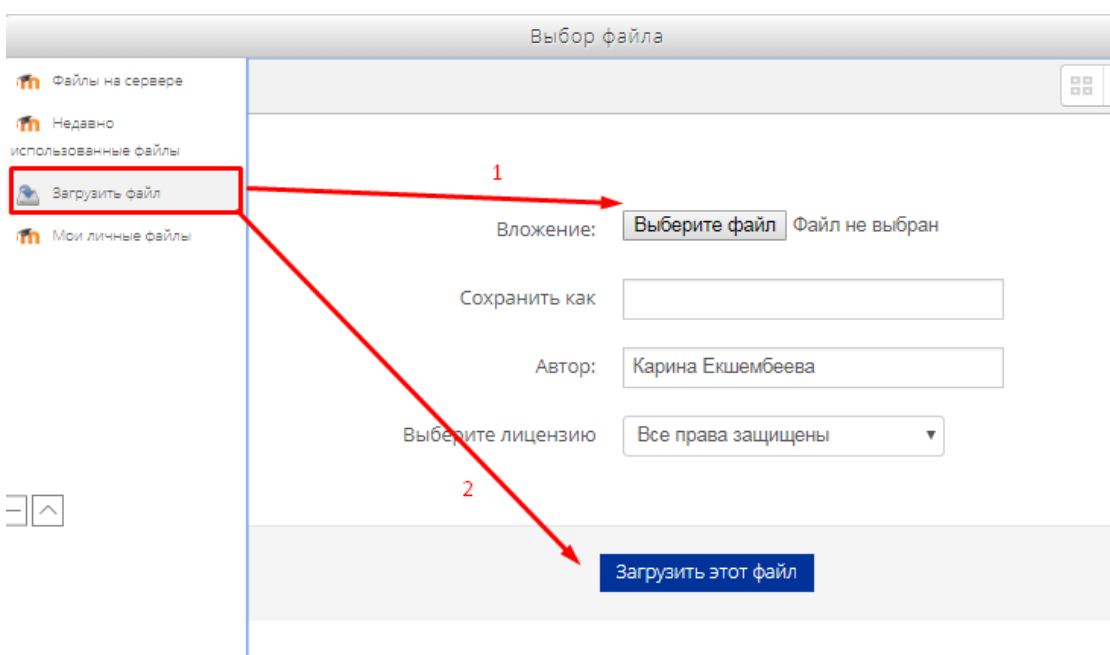 Выбор файла
Файлы на сервере
Недавно
использованные файлы
Загрузить файл
Мои личные файлы
1
Вложение:
Выберите файл Файл не выбран
Сохранить как
Автор:
Карина Екшембеева
Выберите лицензию
Все права защищены
2
Загрузить этот файл